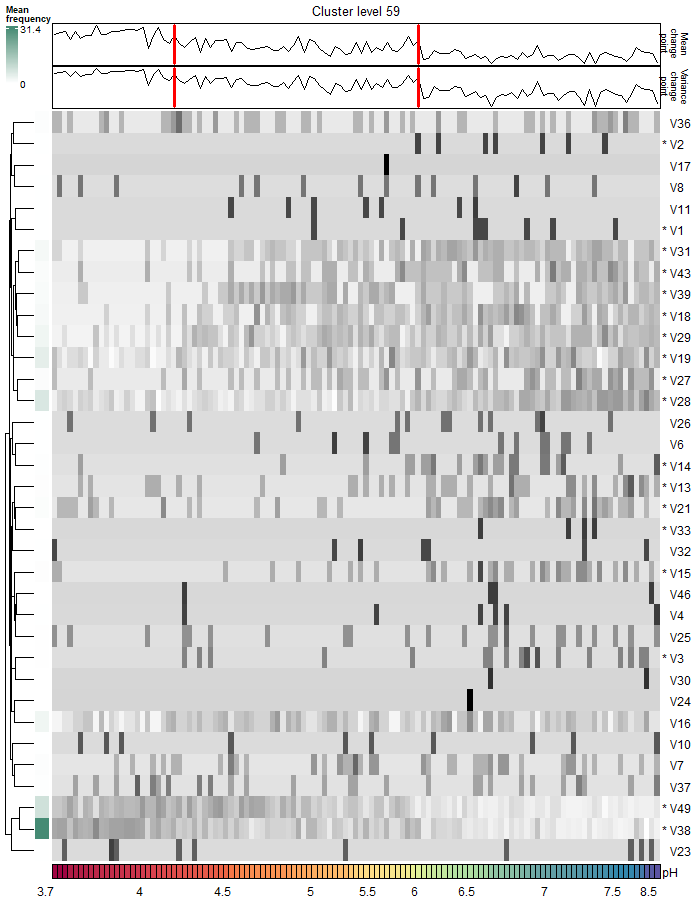 Cluster level 59
Mean
frequency
31.4
0
Mean
change
point
Variance
change
point
V36
* V2
V17
V8
V11
* V1
* V31
* V43
* V39
* V18
* V29
* V19
* V27
* V28
V26
V6
* V14
* V13
* V21
* V33
V32
* V15
V46
V4
V25
* V3
V30
V24
V16
V10
V7
V37
* V49
* V38
V23
pH
3.7 4 4.5 5 5.5 6 6.5 7 7.5 8.5